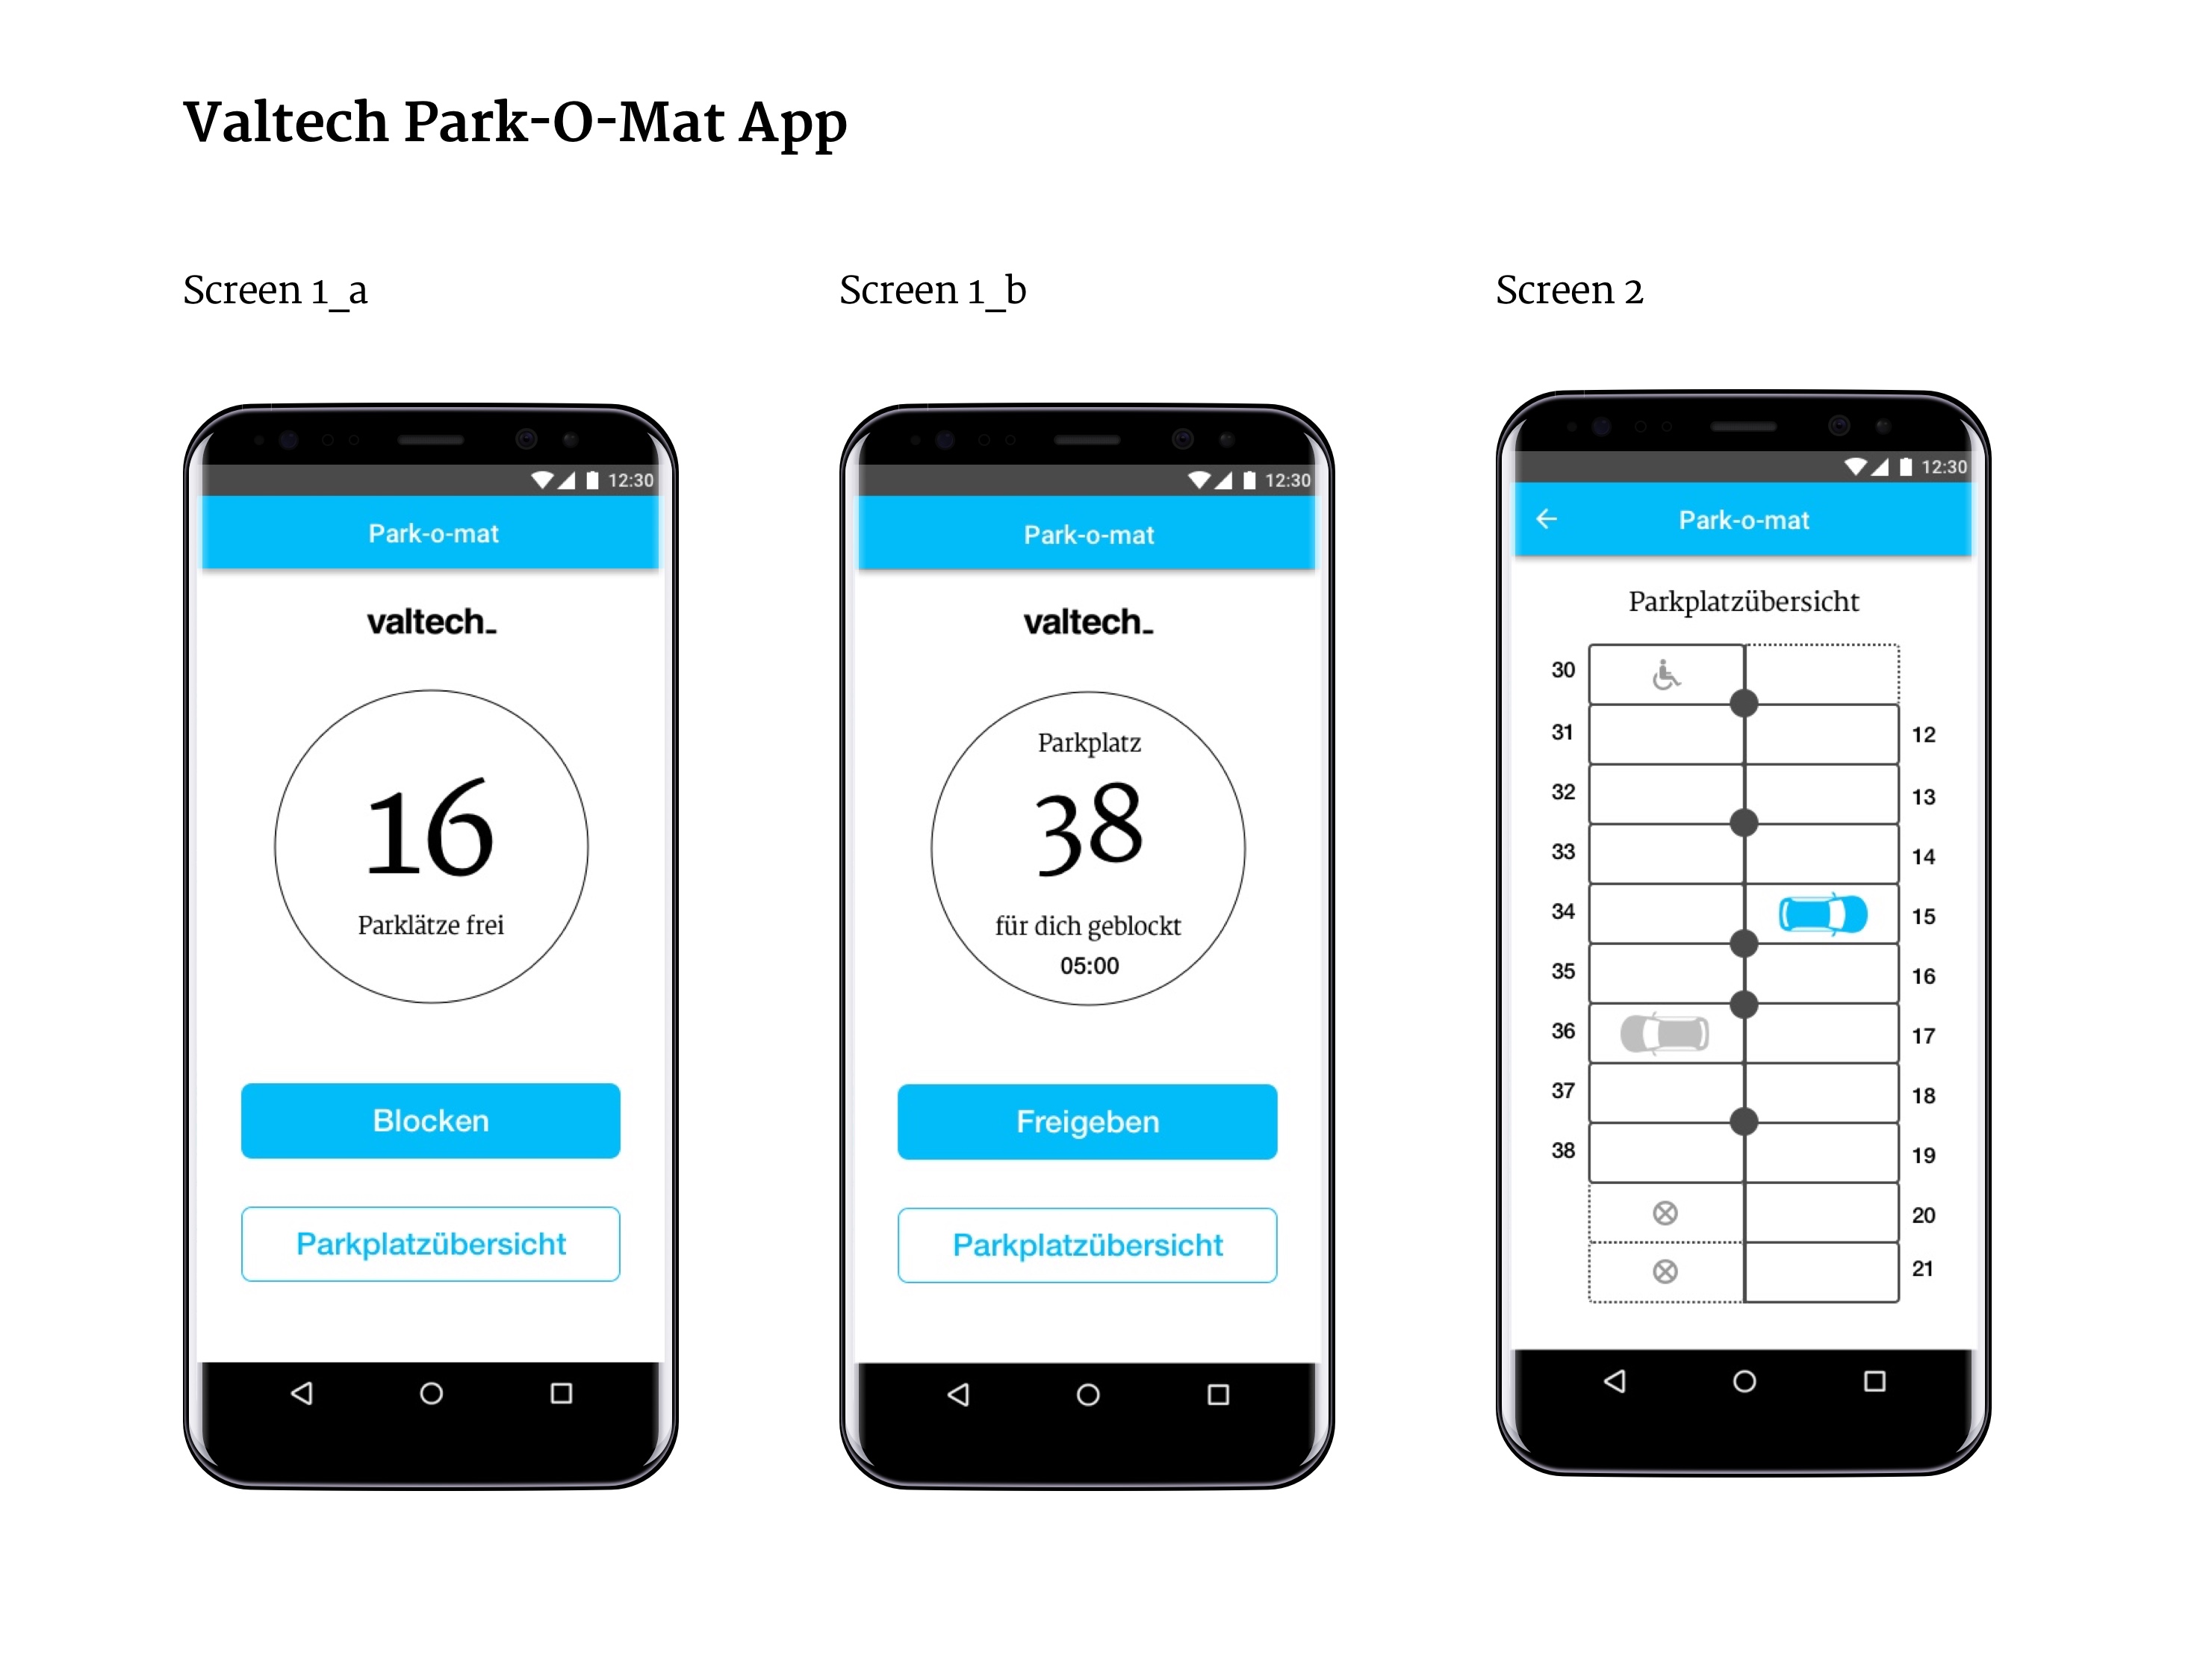 Valtech Park-O-Mat App
Screen 1_a
12:30
Park-o-mat
valtech_
16
Parklätze frei
Blocken
Parkplatzübersicht
Screen 1_b
12:30
Park-o-mat
valtech_
Parkplatz
38
für dich geblockt
05:00
Freigeben
Parkplatzübersicht
Screen 2
12:30
Park-o-mat
Parkplatzübersicht
30
31 12
32 13
33 14
34 15
35 16
36 17
37 18
38 19
20
21